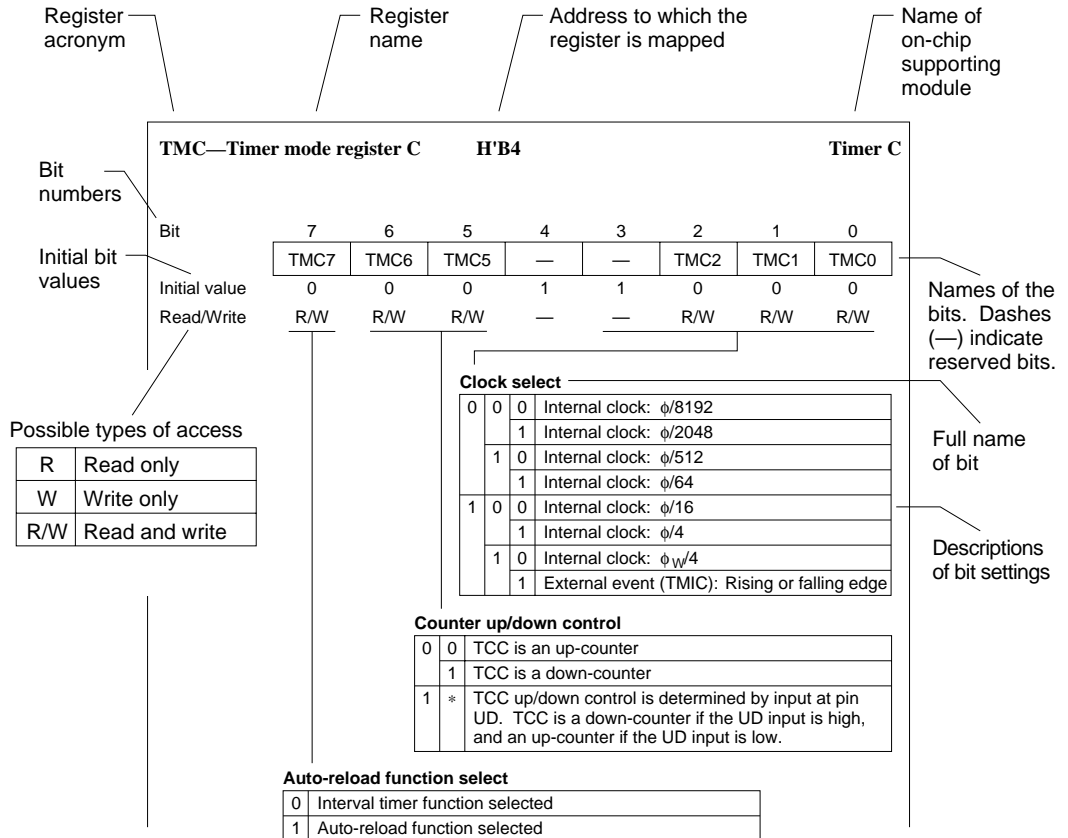 Register acronym
Register name
Address to which the register is mapped
Name of on-chip supporting module
TMC—Timer mode register C H'B4 Timer C
Bit numbers
Bit 7 6 5 4 3 2 1 0
Initial bit values
TMC7 TMC6 TMC5 — — TMC2 TMC1 TMC0
Initial value 0 0 0 1 1 0 0 0
Read/Write R/W R/W R/W — — R/W R/W R/W
Names of the bits. Dashes (—) indicate reserved bits.
Possible types of access
R Read only
W Write only
R/W Read and write
Clock select
0 0 0 Internal clock: ϕ/8192
1 Internal clock: ϕ/2048
1 0 Internal clock: ϕ/512
1 Internal clock: ϕ/64
1 0 0 Internal clock: ϕ/16
1 Internal clock: ϕ/4
1 0 Internal clock: ϕW/4
1 External event (TMIC): Rising or falling edge
Full name of bit
Descriptions of bit settings
Counter up/down control
0 0 TCC is an up-counter
1 TCC is a down-counter
1 * TCC up/down control is determined by input at pin
UD. TCC is a down-counter if the UD input is high,
and an up-counter if the UD input is low.
Auto-reload function select
0 Interval timer function selected
1 Auto-reload function selected